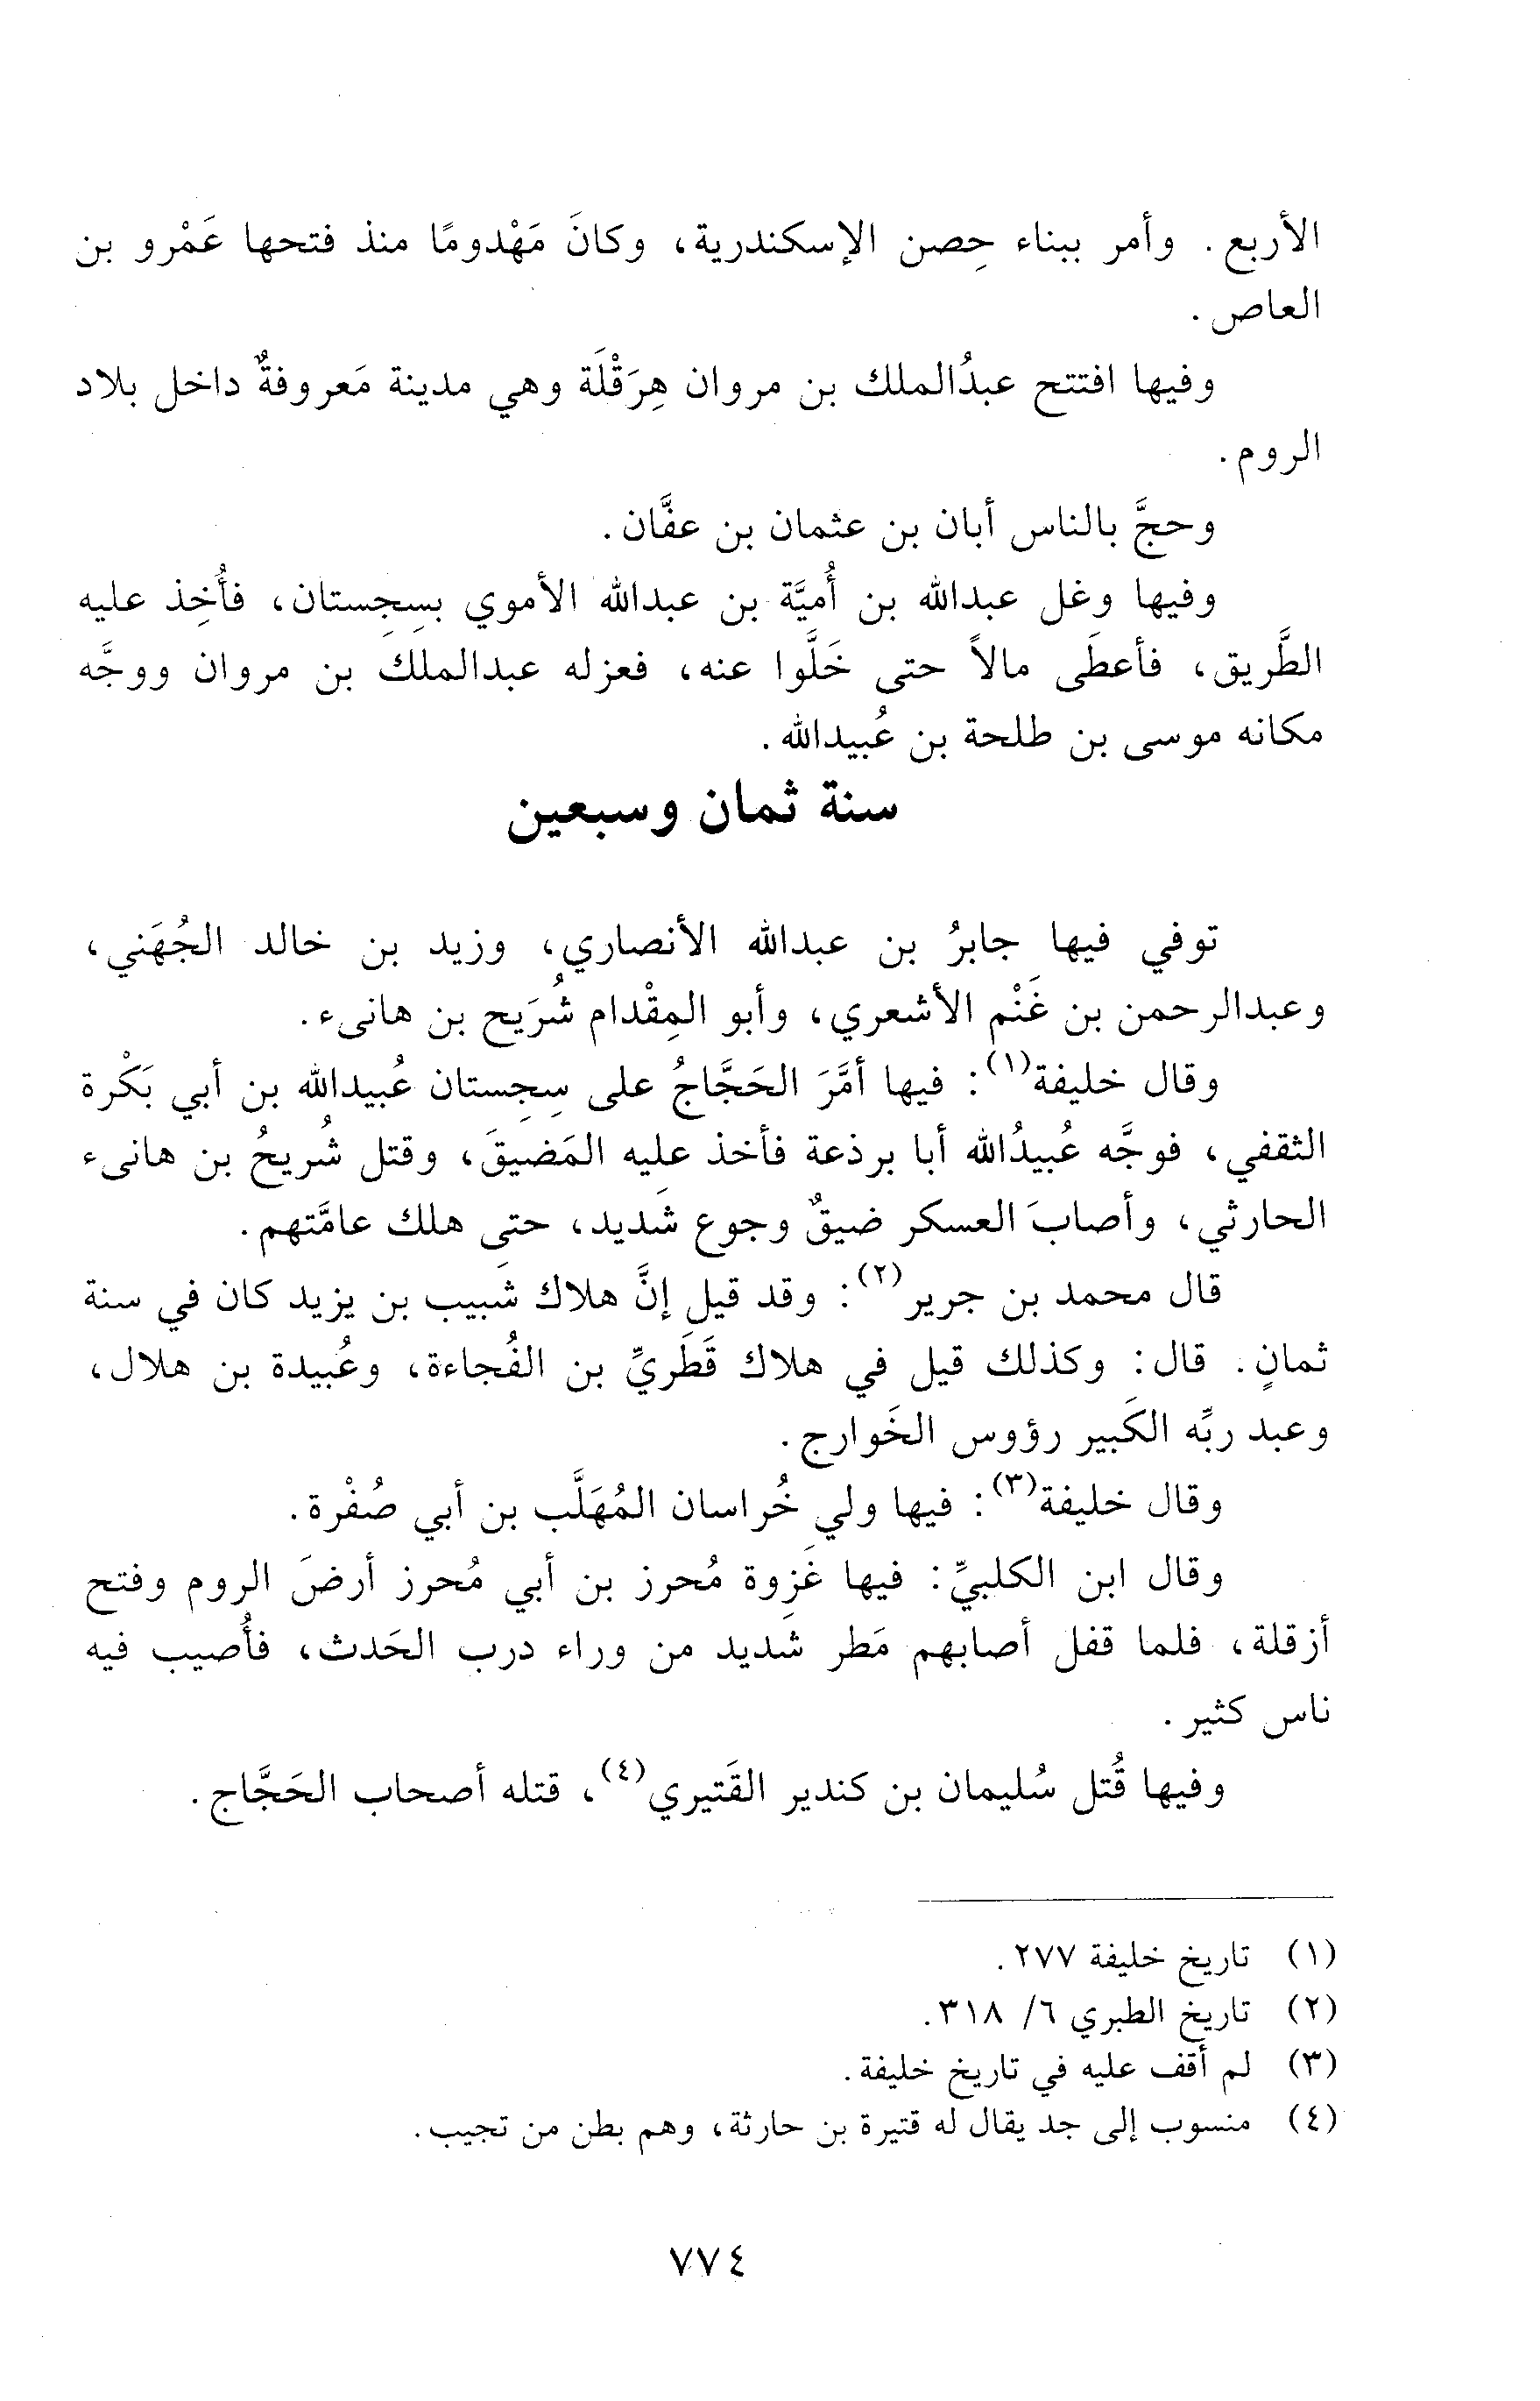 الأربع. وأمر ببناء حِصن الإسكندرية، وكانَ مَهْدومًا منذ فتحها عَمْرو بن
العاص.
وفيها افتتح عبدُالملك بن مروان هِرَقْلَة وهي مدينة مَعروفةٌ داخل بلاد
الروم.
وحجَّ بالناس أبان بن عثمان بن عفَّان.
وفيها وغل عبدالله بن أُميَّة بن عبدالله الأموي بسِجِستان، فأُخِذ عليه
الطَّريق، فأعطَى مالاً حتى خَلَّوا عنه، فعزله عبدالملك بن مروان ووجَّه
مكانه موسى بن طلحة بن عُبيدالله.
سنة ثمان وسبعين
توفي فيها جابرُ بن عبدالله الأنصاري، وزيد بن خالد الجُهَني،
وعبدالرحمن بن غَنْم الأشعري، وأبو المِقْدام شُرَيح بن هانىء.
وقال خليفة(١): فيها أمَّرَ الحَجَّاجُ على سِجِستان عُبيدالله بن أبي بَكْرة
الثقفي، فوجَّه عُبيدُالله أبا برذعة فأخذ عليه المَضيقَ، وقتل شُريحُ بن هانىء
الحارثي، وأصابَ العسكر ضيقٌ وجوع شَديد، حتى هلك عامَّتهم.
قال محمد بن جرير(٢): وقد قيل إنَّ هلاك شبيب بن يزيد كان في سنة
ثمانٍ. قال: وكذلك قيل في هلاك قَطَريِّ بن الفُجاءة، وعُبيدة بن هلال،
وعبد ربِّه الكَبير رؤوس الخَوارج.
وقال خليفة(٣): فيها ولي خُراسان المُهَلَّب بن أبي صُفْرة.
وقال ابن الكلبيِّ: فيها غَزوة مُحرز بن أبي مُحرز أرضَ الروم وفتح
أزقلة، فلما قفل أصابهم مَطر شَديد من وراء درب الحَدث، فأُصيب فيه
ناس كثير.
وفيها قُتل سُليمان بن كندير القَتيري(٤)، قتله أصحاب الحَجَّاج.
(١) تاريخ خليفة ٢٧٧.
(٢) تاريخ الطبري ٦/ ٣١٨.
(٣) لم أقف عليه في تاريخ خليفة.
(٤) منسوب إلى جد يقال له قتيرة بن حارثة، وهم بطن من تجيب.
٧٧٤